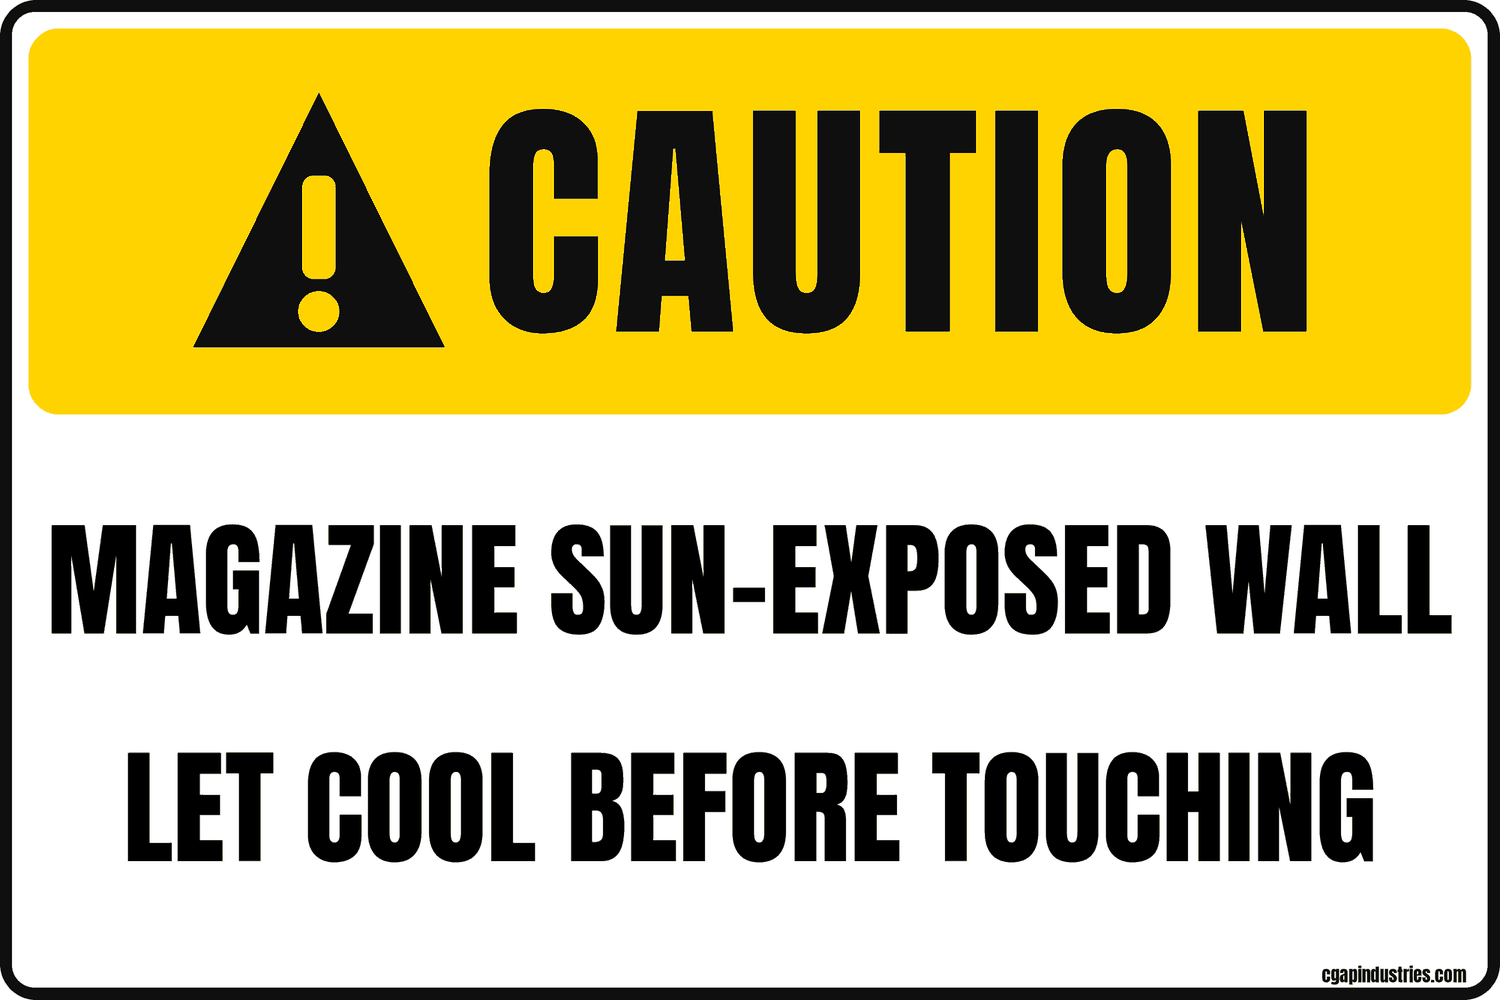 CAUTION
MAGAZINE SUN-EXPOSED WALL
LET COOL BEFORE TOUCHING
cgapindustries.com